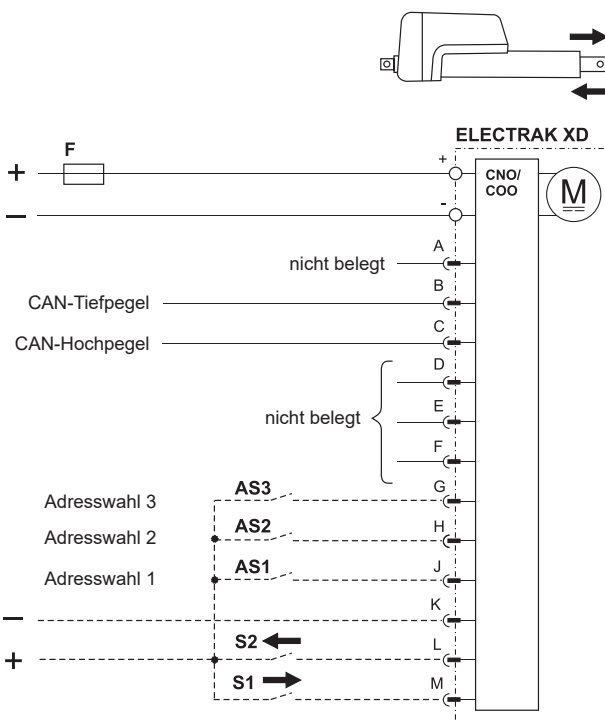 ELECTRAK XD
F
+
+
CNO/
COO
M
–
-
A
nicht belegt
B
CAN-Tiefpegel
C
CAN-Hochpegel
D
E
nicht belegt
F
AS3
G
Adresswahl 3
AS2
H
Adresswahl 2
AS1
J
Adresswahl 1
K
–
S2
L
+
S1
M